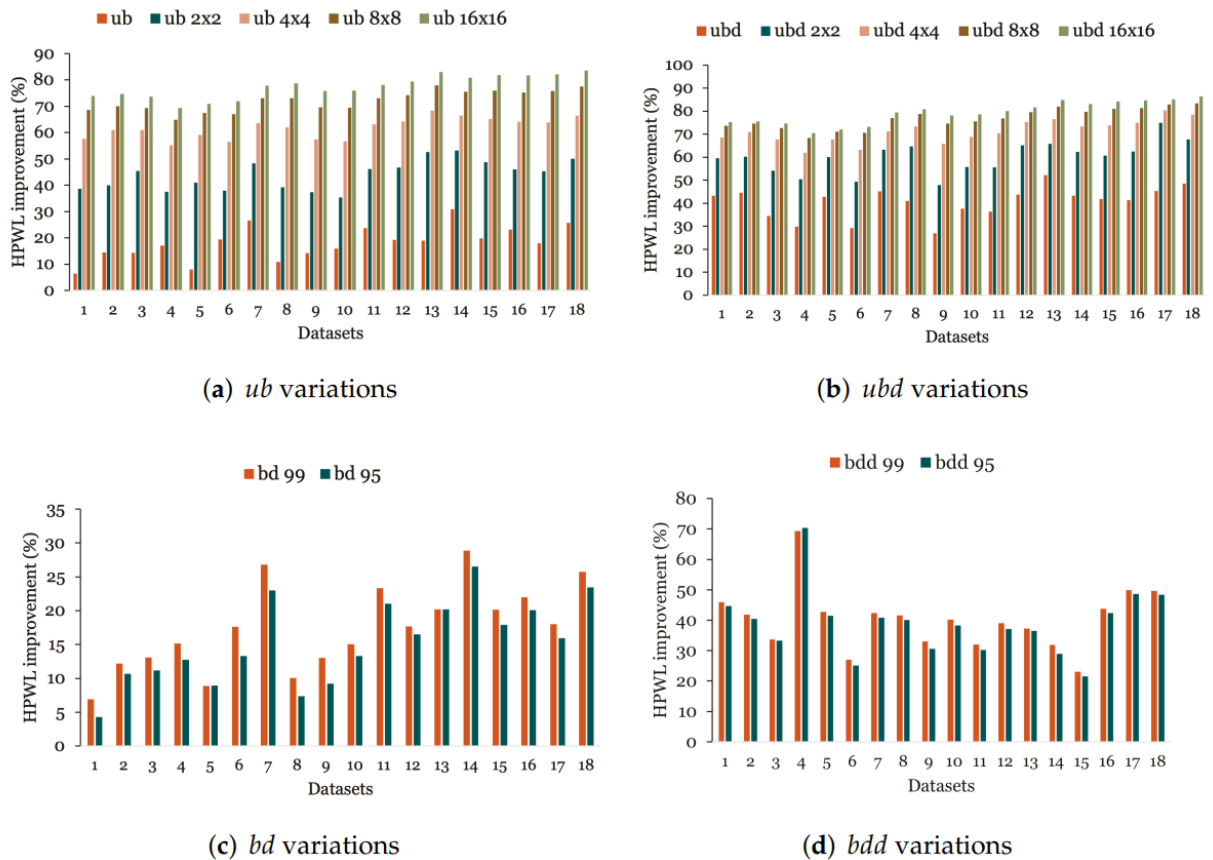 ub ub 2x2 ub 4x4 ub 8x8 ub 16x16
HPWL improvement (%)
90
80
70
60
50
40
30
20
10
0
1 2 3 4 5 6 7 8 9 10 11 12 13 14 15 16 17 18
Datasets
(a) ub variations
ubd ubd 2x2 ubd 4x4 ubd 8x8 ubd 16x16
HPWL improvement (%)
100
90
80
70
60
50
40
30
20
10
0
1 2 3 4 5 6 7 8 9 10 11 12 13 14 15 16 17 18
Datasets
(b) ubd variations
bd 99 bd 95
HPWL improvement (%)
35
30
25
20
15
10
5
0
1 2 3 4 5 6 7 8 9 10 11 12 13 14 15 16 17 18
Datasets
(c) bd variations
bdd 99 bdd 95
HPWL improvement (%)
80
70
60
50
40
30
20
10
0
1 2 3 4 5 6 7 8 9 10 11 12 13 14 15 16 17 18
Datasets
(d) bdd variations